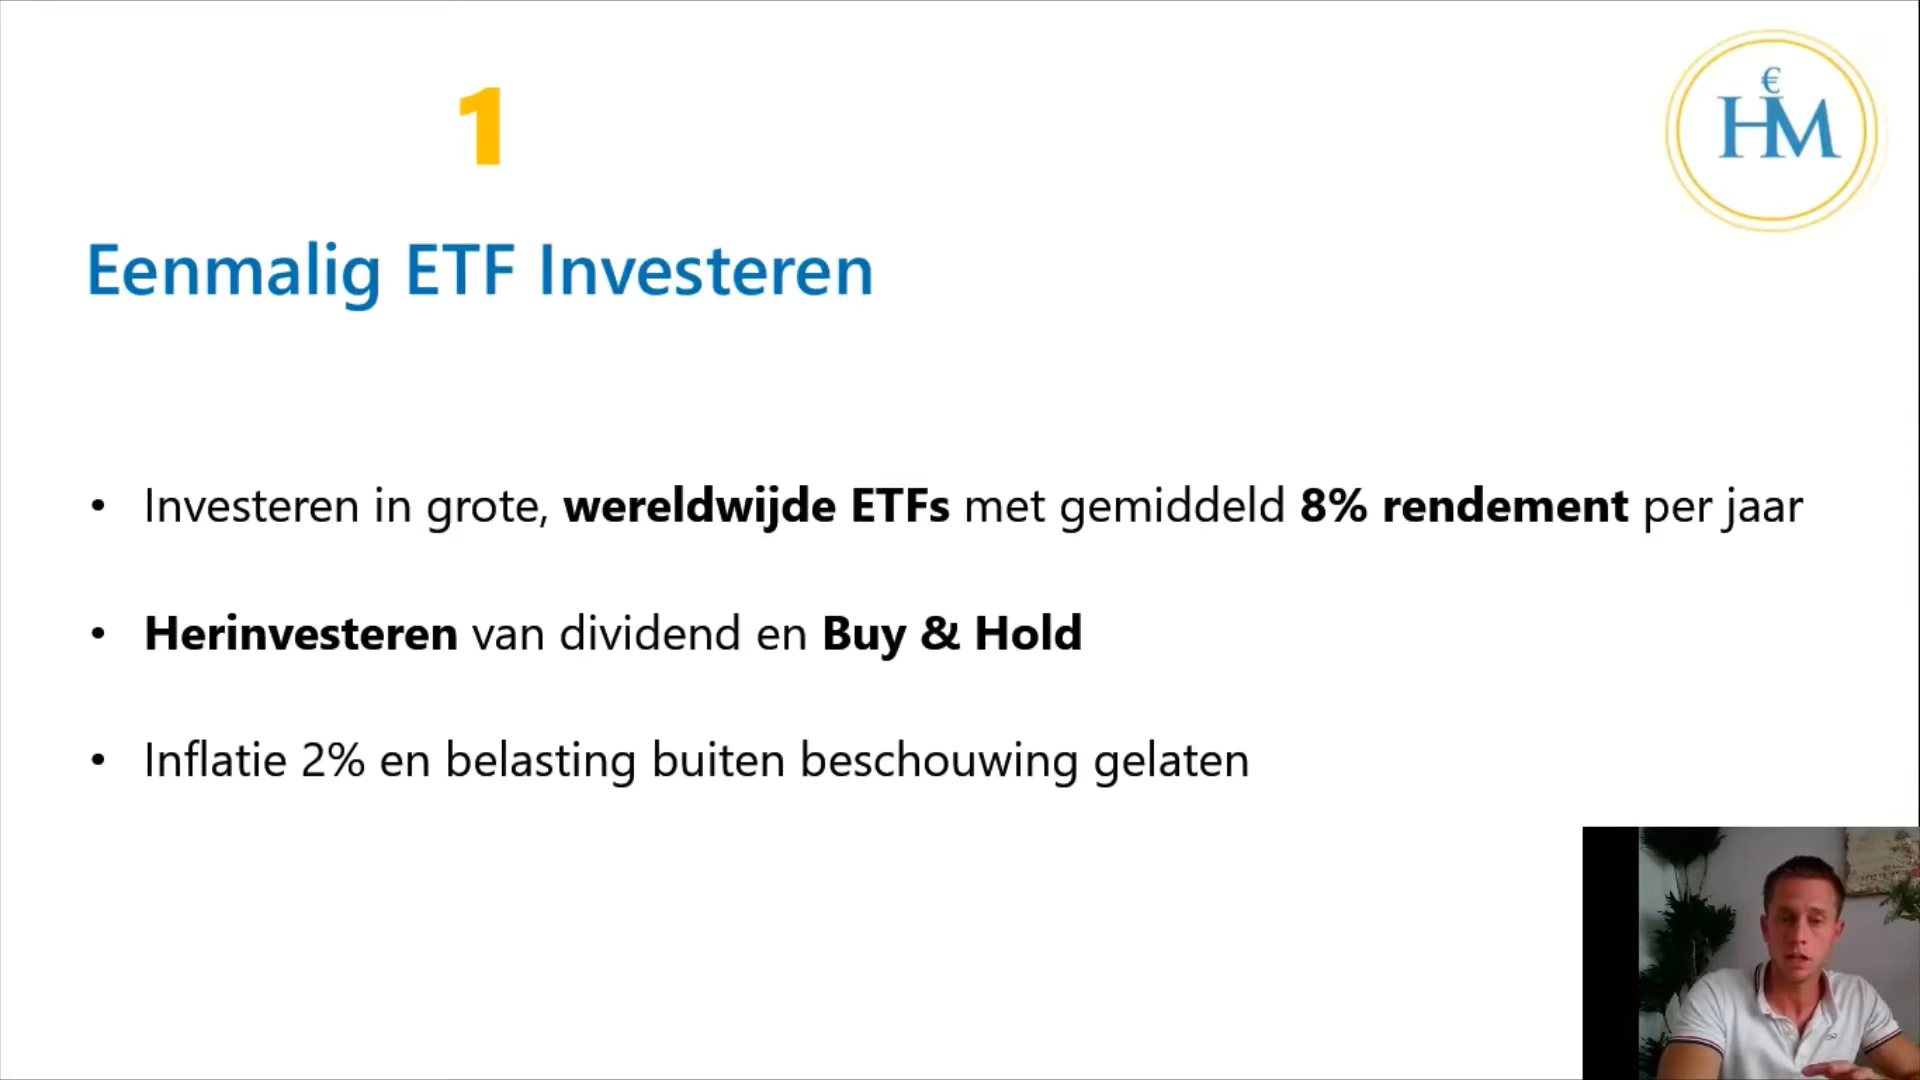 1
€
HM
Eenmalig ETF Investeren
• Investeren in grote, wereldwijde ETFs met gemiddeld 8% rendement per jaar
• Herinvesteren van dividend en Buy & Hold
• Inflatie 2% en belasting buiten beschouwing gelaten